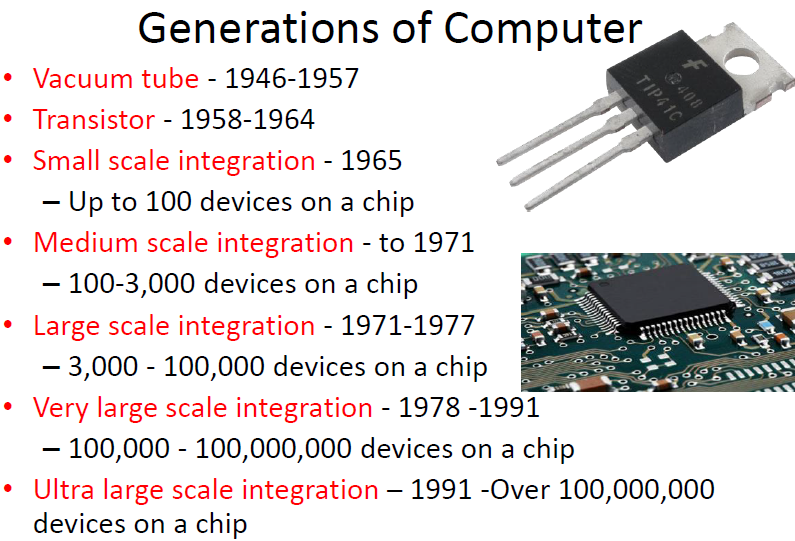 Generations of Computer
• Vacuum tube - 1946-1957
• Transistor - 1958-1964
• Small scale integration - 1965
– Up to 100 devices on a chip
• Medium scale integration - to 1971
– 100-3,000 devices on a chip
• Large scale integration - 1971-1977
– 3,000 - 100,000 devices on a chip
• Very large scale integration - 1978 -1991
– 100,000 - 100,000,000 devices on a chip
• Ultra large scale integration – 1991 -Over 100,000,000
devices on a chip
F
408
TIP41C